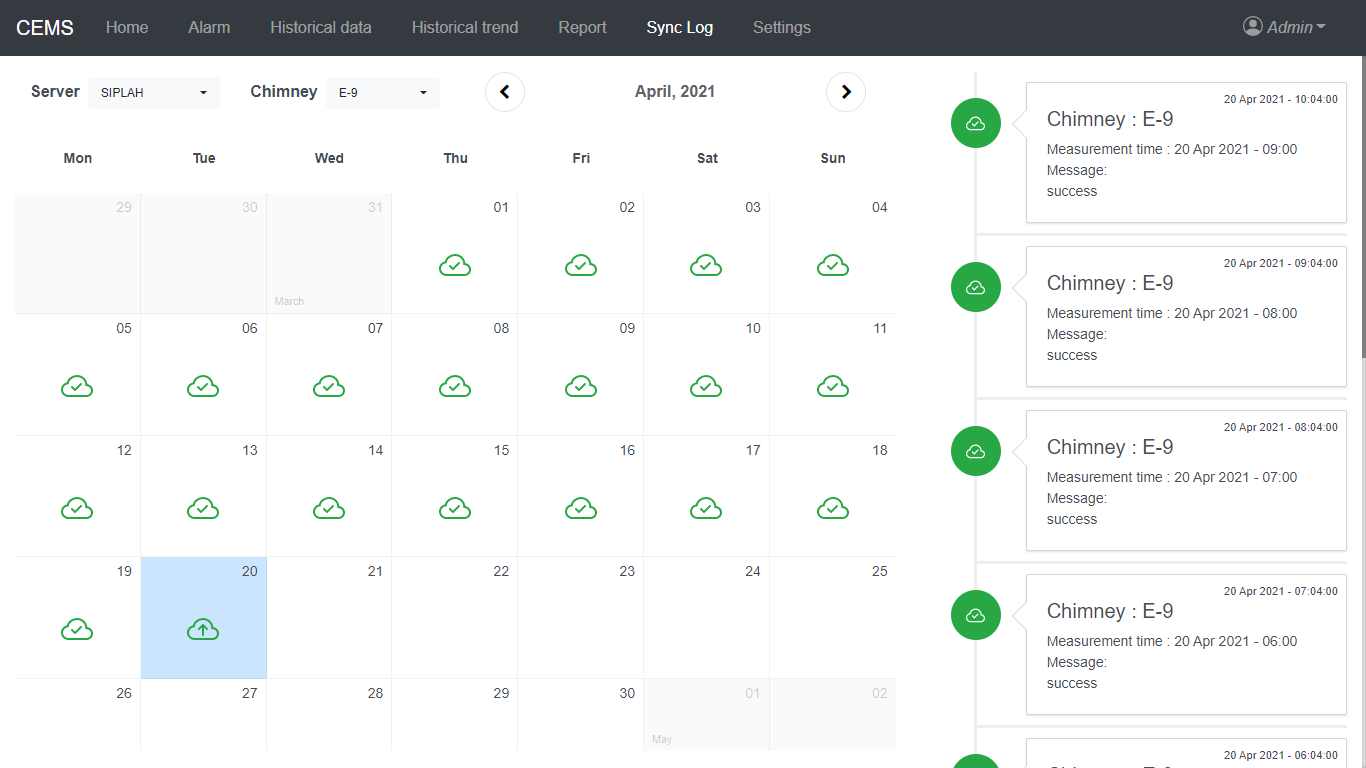 CEMS Home Alarm Historical data Historical trend Report Sync Log Settings Admin
Server SIPLAH Chimney E-9 April, 2021
Mon Tue Wed Thu Fri Sat Sun
29 30 31 01 02 03 04
March
05 06 07 08 09 10 11
12 13 14 15 16 17 18
19 20 21 22 23 24 25
26 27 28 29 30 01 02
May
20 Apr 2021 - 10:04:00
Chimney : E-9
Measurement time : 20 Apr 2021 - 09:00
Message:
success
20 Apr 2021 - 09:04:00
Chimney : E-9
Measurement time : 20 Apr 2021 - 08:00
Message:
success
20 Apr 2021 - 08:04:00
Chimney : E-9
Measurement time : 20 Apr 2021 - 07:00
Message:
success
20 Apr 2021 - 07:04:00
Chimney : E-9
Measurement time : 20 Apr 2021 - 06:00
Message:
success
20 Apr 2021 - 06:04:00